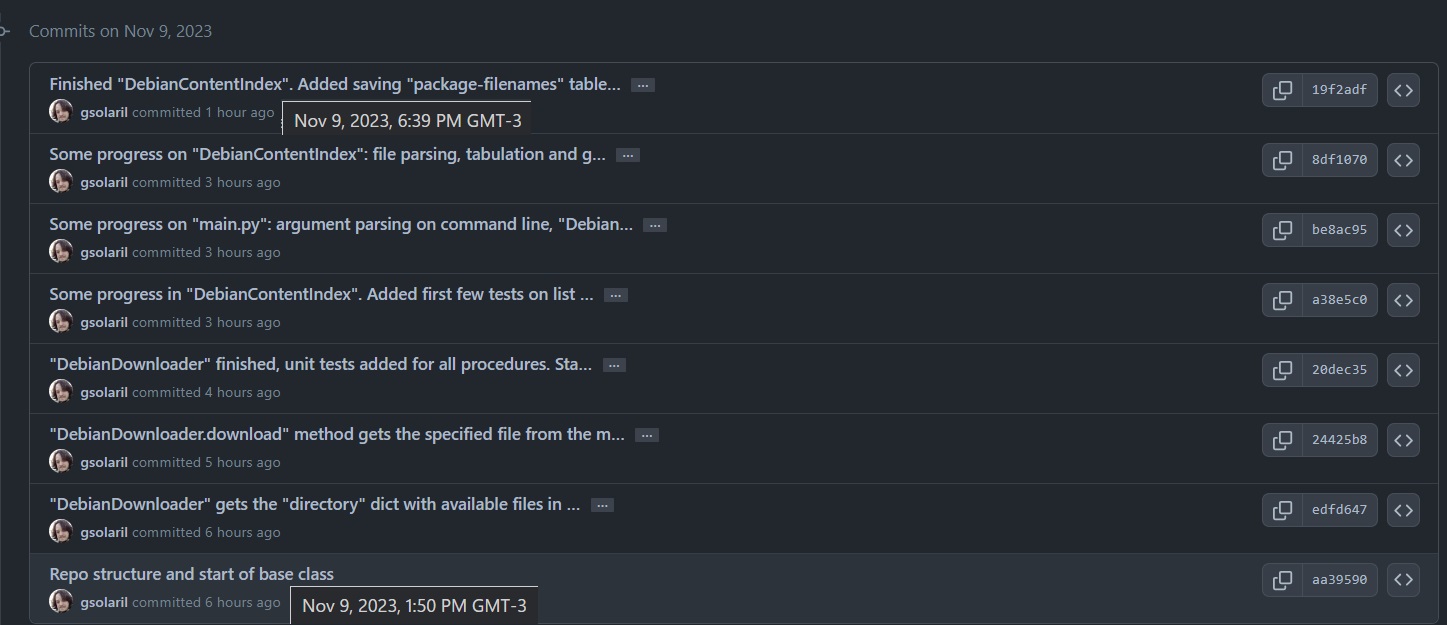 Commits on Nov 9, 2023
Finished "DebianContentIndex". Added saving "package-filenames" table... ...
19f2adf
gsolaril committed 1 hour ago
Nov 9, 2023, 6:39 PM GMT-3
Some progress on "DebianContentIndex": file parsing, tabulation and g... ...
8df1070
gsolaril committed 3 hours ago
Some progress on "main.py": argument parsing on command line, "Debian... ...
be8ac95
gsolaril committed 3 hours ago
Some progress in "DebianContentIndex". Added first few tests on list ... ...
a38e5c0
gsolaril committed 3 hours ago
"DebianDownloader" finished, unit tests added for all procedures. Sta... ...
20dec35
gsolaril committed 4 hours ago
"DebianDownloader.download" method gets the specified file from the m... ...
24425b8
gsolaril committed 5 hours ago
"DebianDownloader" gets the "directory" dict with available files in ... ...
edfd647
gsolaril committed 6 hours ago
Repo structure and start of base class
aa39590
gsolaril committed 6 hours ago
Nov 9, 2023, 1:50 PM GMT-3